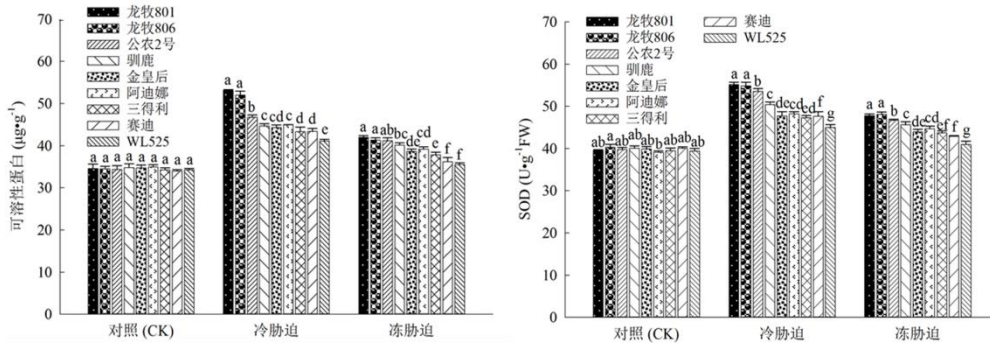 龙牧801
龙牧806
公农2号
驯鹿
金皇后
阿迪娜
三得利
赛迪
WL525
可溶性蛋白 (μg•g⁻¹)
70
60
50
40
30
20
10
0
a a a a a a a a a
a a b c cd c d d e
a a ab bc de cd e f f
对照 (CK)
冷胁迫
冻胁迫
龙牧801
龙牧806
公农2号
驯鹿
金皇后
阿迪娜
三得利
赛迪
WL525
SOD (U•g⁻¹FW)
70
60
50
40
30
20
10
0
ab a ab ab b ab ab ab
a a b c de cd de f g
a a b c de cd ef f g
对照 (CK)
冷胁迫
冻胁迫